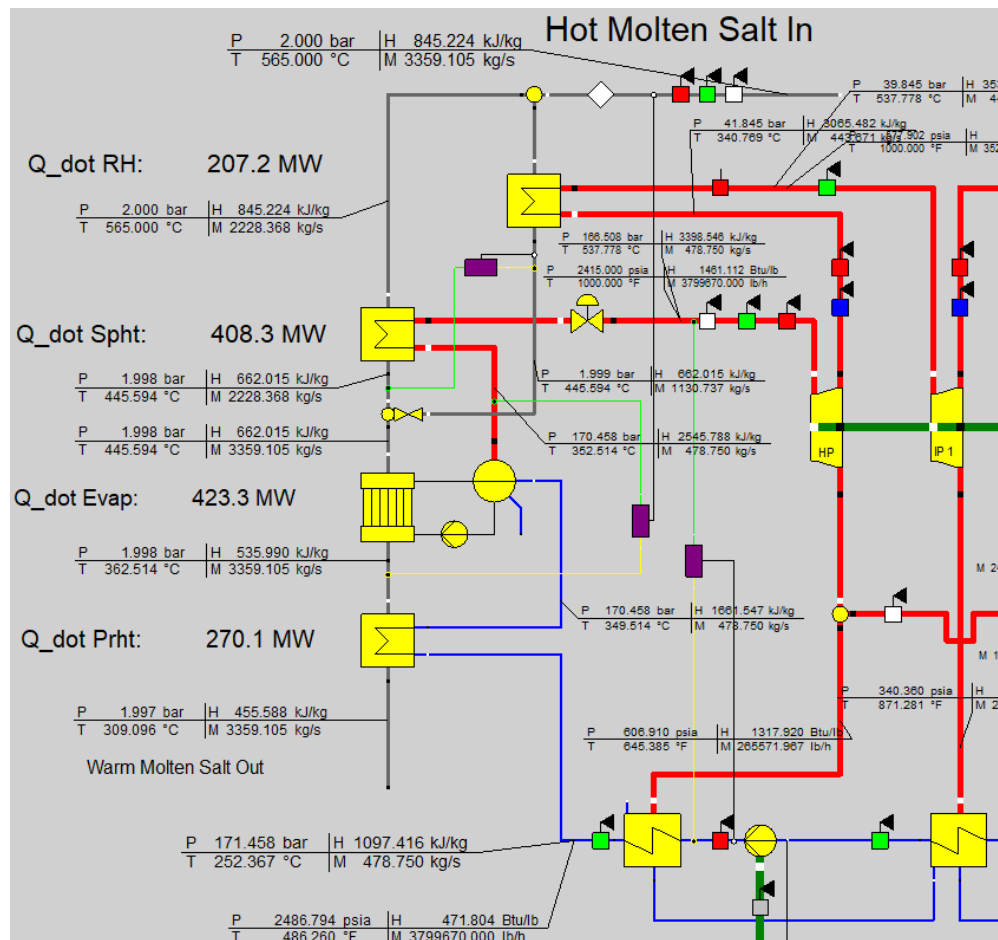 Hot Molten Salt In
P 2.000 bar H 845.224 kJ/kg
T 565.000 °C M 3359.105 kg/s
P 39.845 bar H
T 537.778 °C M
P 41.845 bar H 3065.482 kJ/kg
T 340.769 °C M 443.671 kg/s
psia H
1000.000 °F M
Q_dot RH: 207.2 MW
P 2.000 bar H 845.224 kJ/kg
T 565.000 °C M 2228.368 kg/s
P 166.508 bar H 3398.546 kJ/kg
T 537.778 °C M 478.750 kg/s
P 2415.000 psia H 1461.112 Btu/lb
T 1000.000 °F M 3799670.000 lb/h
Q_dot Spht: 408.3 MW
P 1.998 bar H 662.015 kJ/kg
T 445.594 °C M 2228.368 kg/s
P 1.999 bar H 662.015 kJ/kg
T 445.594 °C M 1130.737 kg/s
P 1.998 bar H 662.015 kJ/kg
T 445.594 °C M 3359.105 kg/s
P 170.458 bar H 2545.788 kJ/kg
T 352.514 °C M 478.750 kg/s
HP
IP 1
Q_dot Evap: 423.3 MW
P 1.998 bar H 535.990 kJ/kg
T 362.514 °C M 3359.105 kg/s
M
P 170.458 bar H 1661.547 kJ/kg
T 349.514 °C M 478.750 kg/s
Q_dot Prht: 270.1 MW
M
P 340.360 psia H
T 871.281 °F M
P 1.997 bar H 455.588 kJ/kg
T 309.096 °C M 3359.105 kg/s
P 606.910 psia H 1317.920 Btu/lb
T 645.385 °F M 265571.967 lb/h
Warm Molten Salt Out
P 171.458 bar H 1097.416 kJ/kg
T 252.367 °C M 478.750 kg/s
P 2486.794 psia H 471.804 Btu/lb
T 486.260 °F M 3799670.000 lb/h